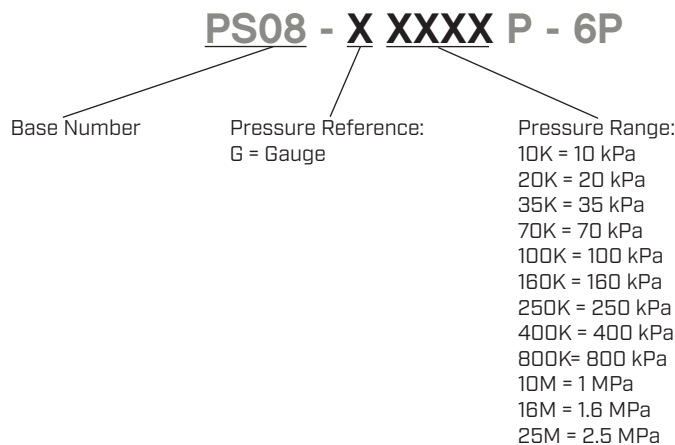 PS08 - X XXXX P - 6P
Base Number
Pressure Reference:
G = Gauge
Pressure Range:
10K = 10 kPa
20K = 20 kPa
35K = 35 kPa
70K = 70 kPa
100K = 100 kPa
160K = 160 kPa
250K = 250 kPa
400K = 400 kPa
800K= 800 kPa
10M = 1 MPa
16M = 1.6 MPa
25M = 2.5 MPa